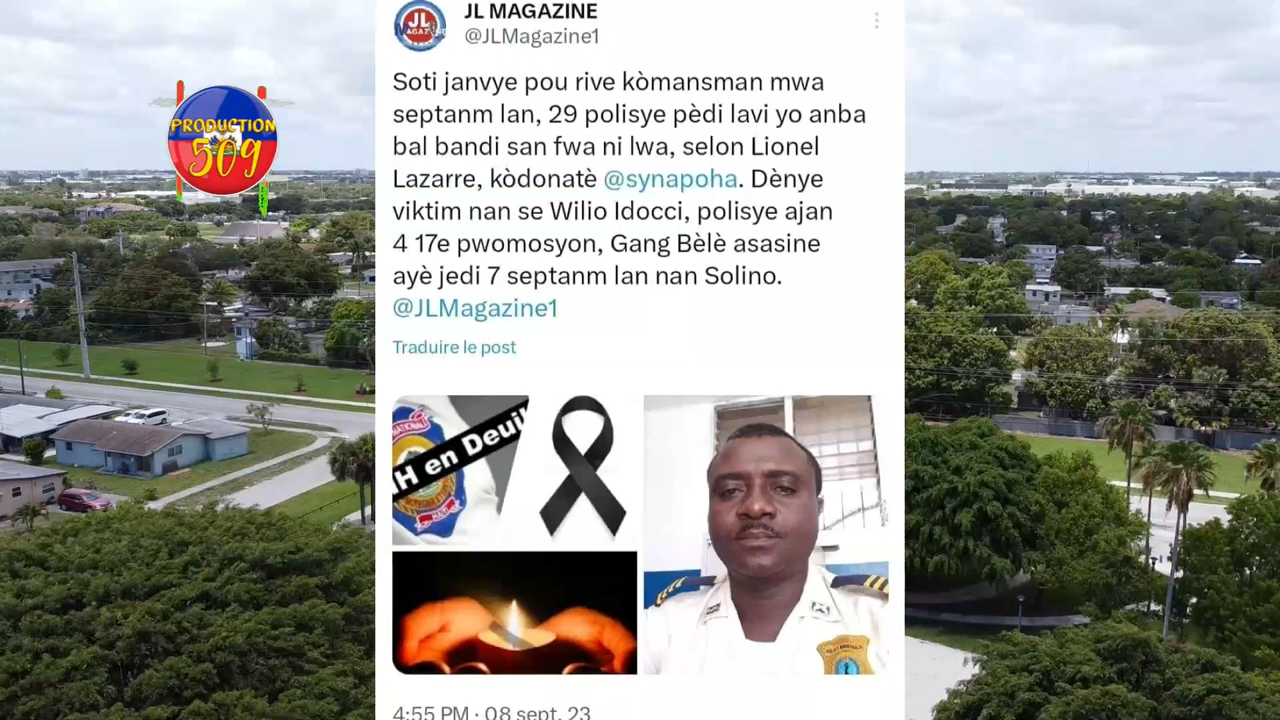 JL MAGAZINE
@JLMagazine1
Soti janvye pou rive kòmansman mwa
septanm lan, 29 polisye pèdi lavi yo anba
bal bandi san fwa ni lwa, selon Lionel
Lazarre, kòdonatè @synapoha. Dènye
viktim nan se Wilio Idocci, polisye ajan
4 17e pwomosyon, Gang Bèlè asasine
ayè jedi 7 septanm lan nan Solino.
@JLMagazine1
Traduire le post
H en Deuil
4:55 PM · 08 sept. 23
PRODUCTION
509